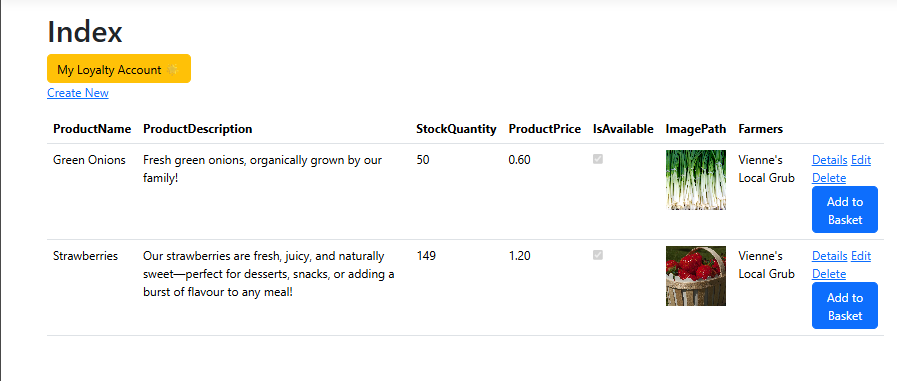 Index
My Loyalty Account ⭐
Create New
ProductName ProductDescription StockQuantity ProductPrice IsAvailable ImagePath Farmers
Green Onions Fresh green onions, organically grown by our 50 0.60 Vienne's Details Edit
family! Local Grub Delete
Add to
Basket
Strawberries Our strawberries are fresh, juicy, and naturally 149 1.20 Vienne's Details Edit
sweet—perfect for desserts, snacks, or adding a Local Grub Delete
burst of flavour to any meal!
Add to
Basket